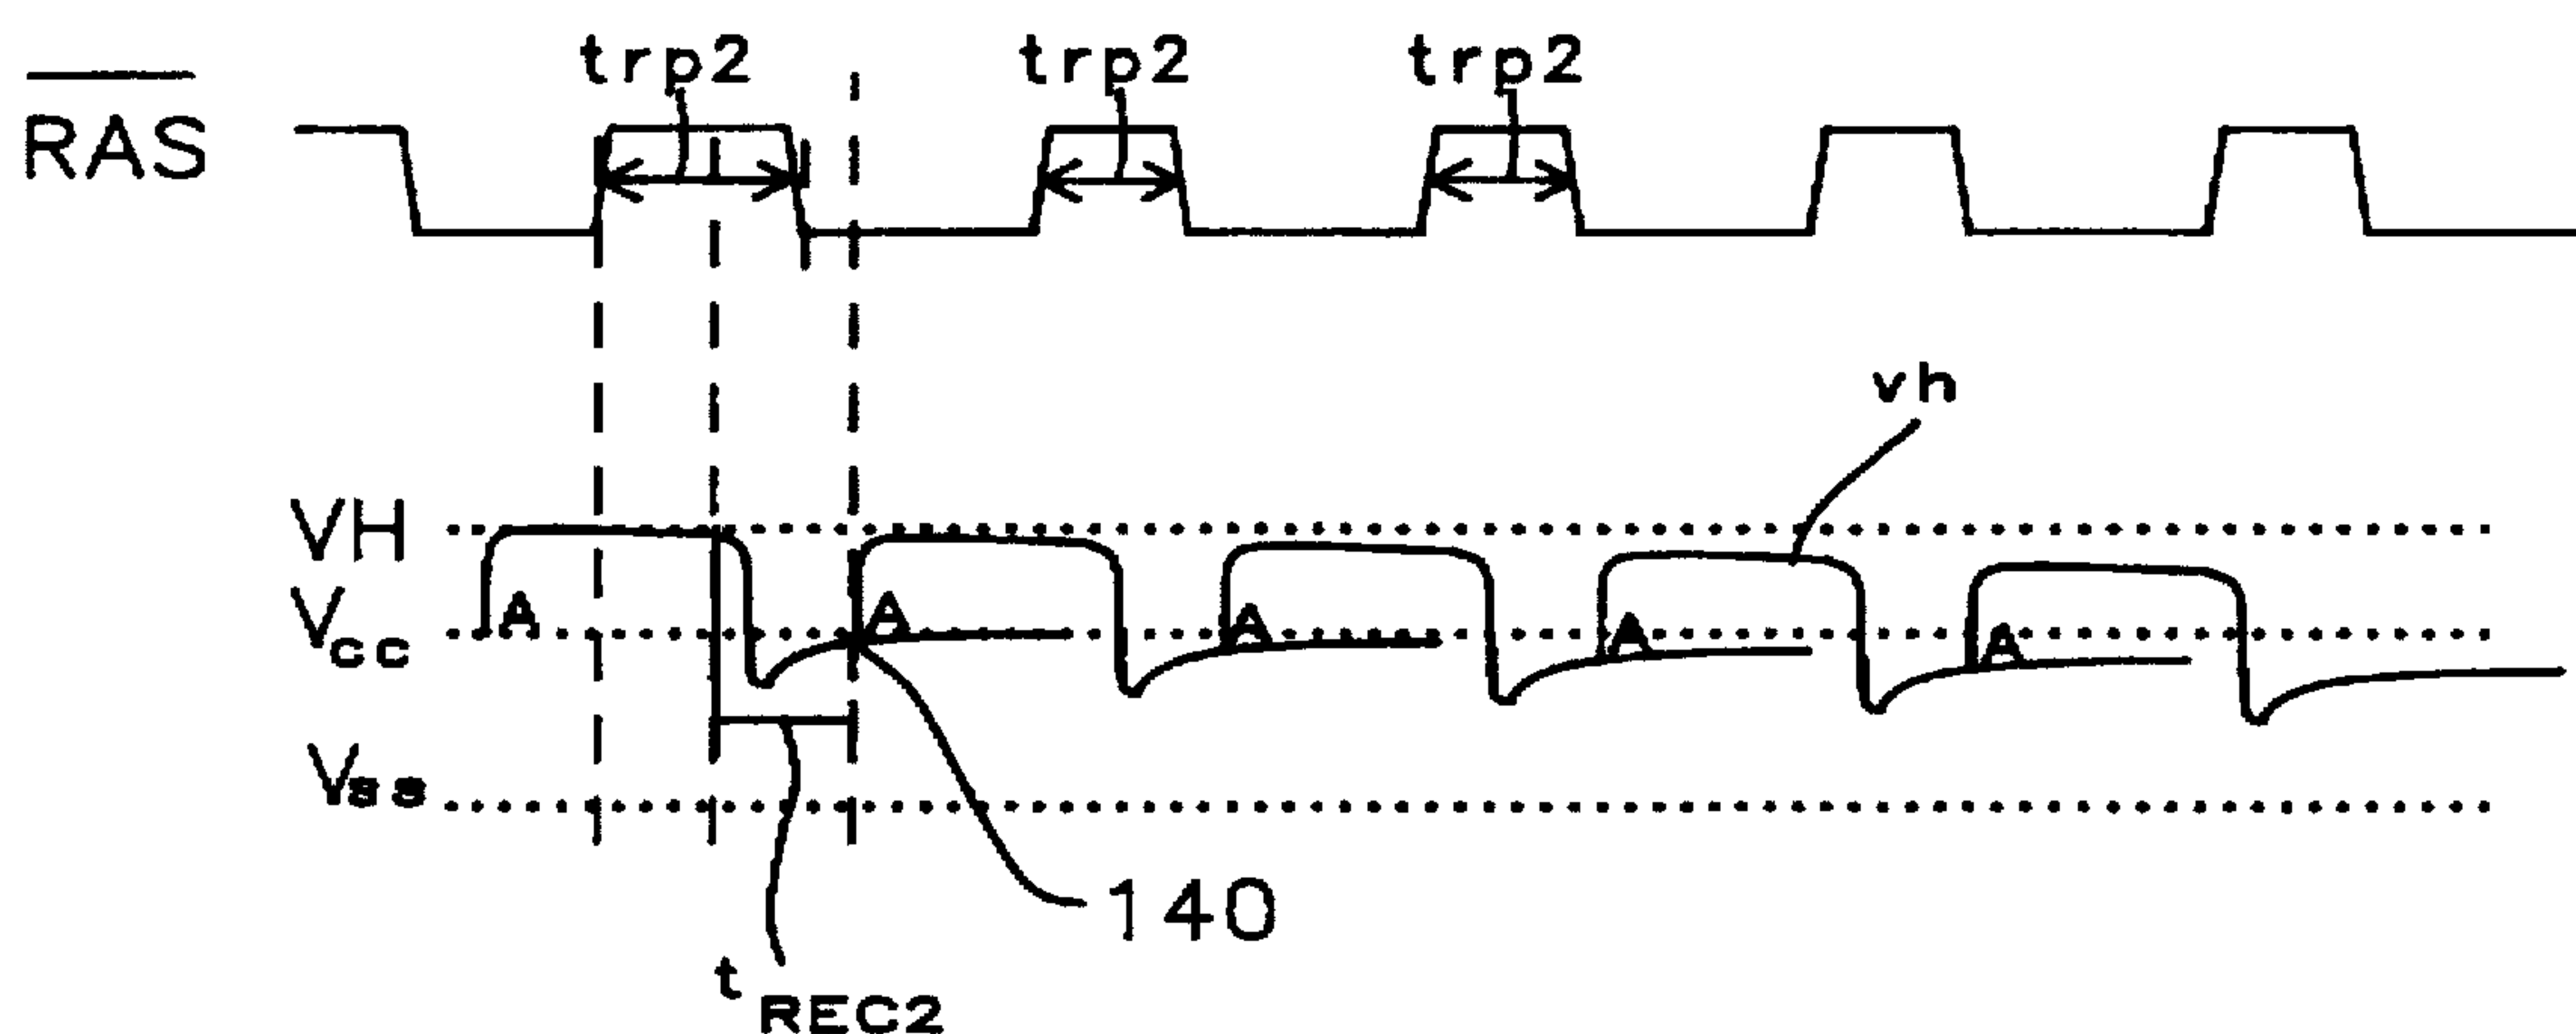 trp2 trp2 trp2
RAS
vh
VH
A A A A A
Vcc
Vss
140
tREC2